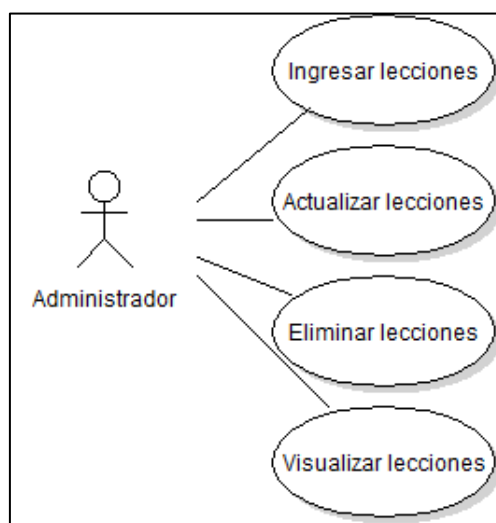 Ingresar lecciones
Actualizar lecciones
Administrador
Eliminar lecciones
Visualizar lecciones